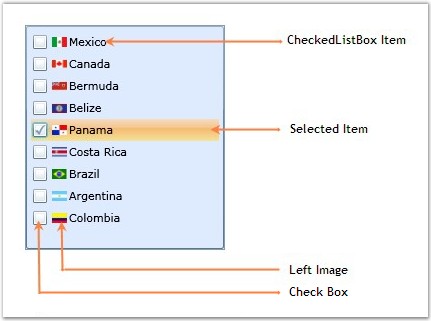 Mexico
CheckedListBox Item
Canada
Bermuda
Belize
Panama
Selected Item
Costa Rica
Brazil
Argentina
Colombia
Left Image
Check Box